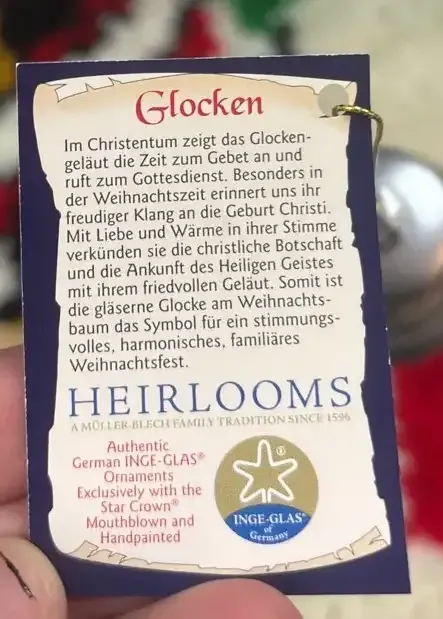 Glocken
Im Christentum zeigt das Glocken-
geläut die Zeit zum Gebet an und
ruft zum Gottesdienst. Besonders in
der Weihnachtszeit erinnert uns ihr
freudiger Klang an die Geburt Christi.
Mit Liebe und Wärme in ihrer Stimme
verkünden sie die christliche Botschaft
und die Ankunft des Heiligen Geistes
mit ihrem friedvollen Geläut. Somit ist
die gläserne Glocke am Weihnachts-
baum das Symbol für ein stimmungs-
volles, harmonisches, familiäres
Weihnachtsfest.
HEIRLOOMS
A MÜLLER-BLECH FAMILY TRADITION SINCE 1596
Authentic
German INGE-GLAS®
Ornaments
Exclusively with the
Star Crown®
Mouthblown and
Handpainted
®
INGE-GLAS®
of
Germany